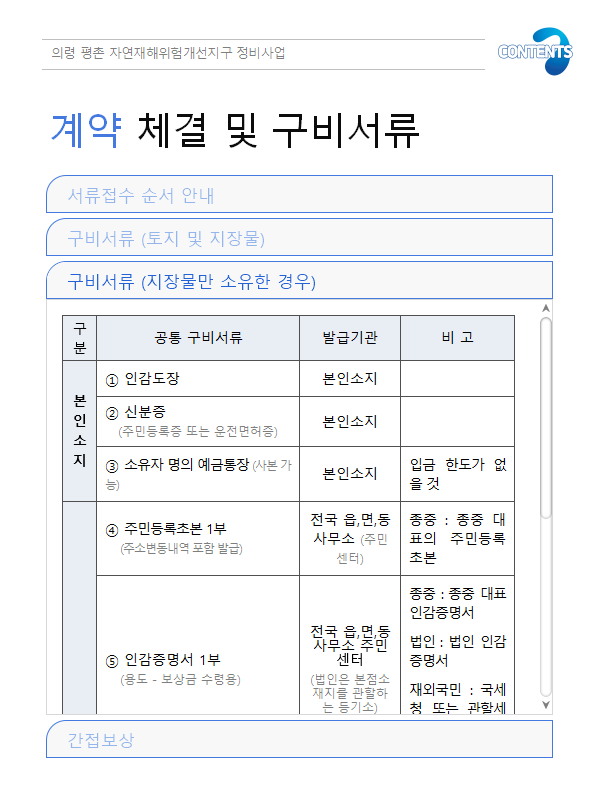 의령 평촌 자연재해위험개선지구 정비사업
CONTENTS
계약 체결 및 구비서류
서류접수 순서 안내
구비서류 (토지 및 지장물)
구비서류 (지장물만 소유한 경우)
구
분
공통 구비서류
발급기관
비 고
본
인
소
지
① 인감도장
본인소지
② 신분증
(주민등록증 또는 운전면허증)
본인소지
③ 소유자 명의 예금통장 (사본 가
능)
본인소지
입금 한도가 없
을 것
④ 주민등록초본 1부
(주소변동내역 포함 발급)
전국 읍,면,동
사무소 (주민
센터)
종중 : 종중 대
표의 주민등록
초본
⑤ 인감증명서 1부
(용도 - 보상금 수령용)
전국 읍,면,동
사무소 주민
센터
(법인은 본점소
재지를 관할하
는 등기소)
종중 : 종중 대표
인감증명서
법인 : 법인 인감
증명서
재외국민 : 국세
청 또는 관할세
간접보상